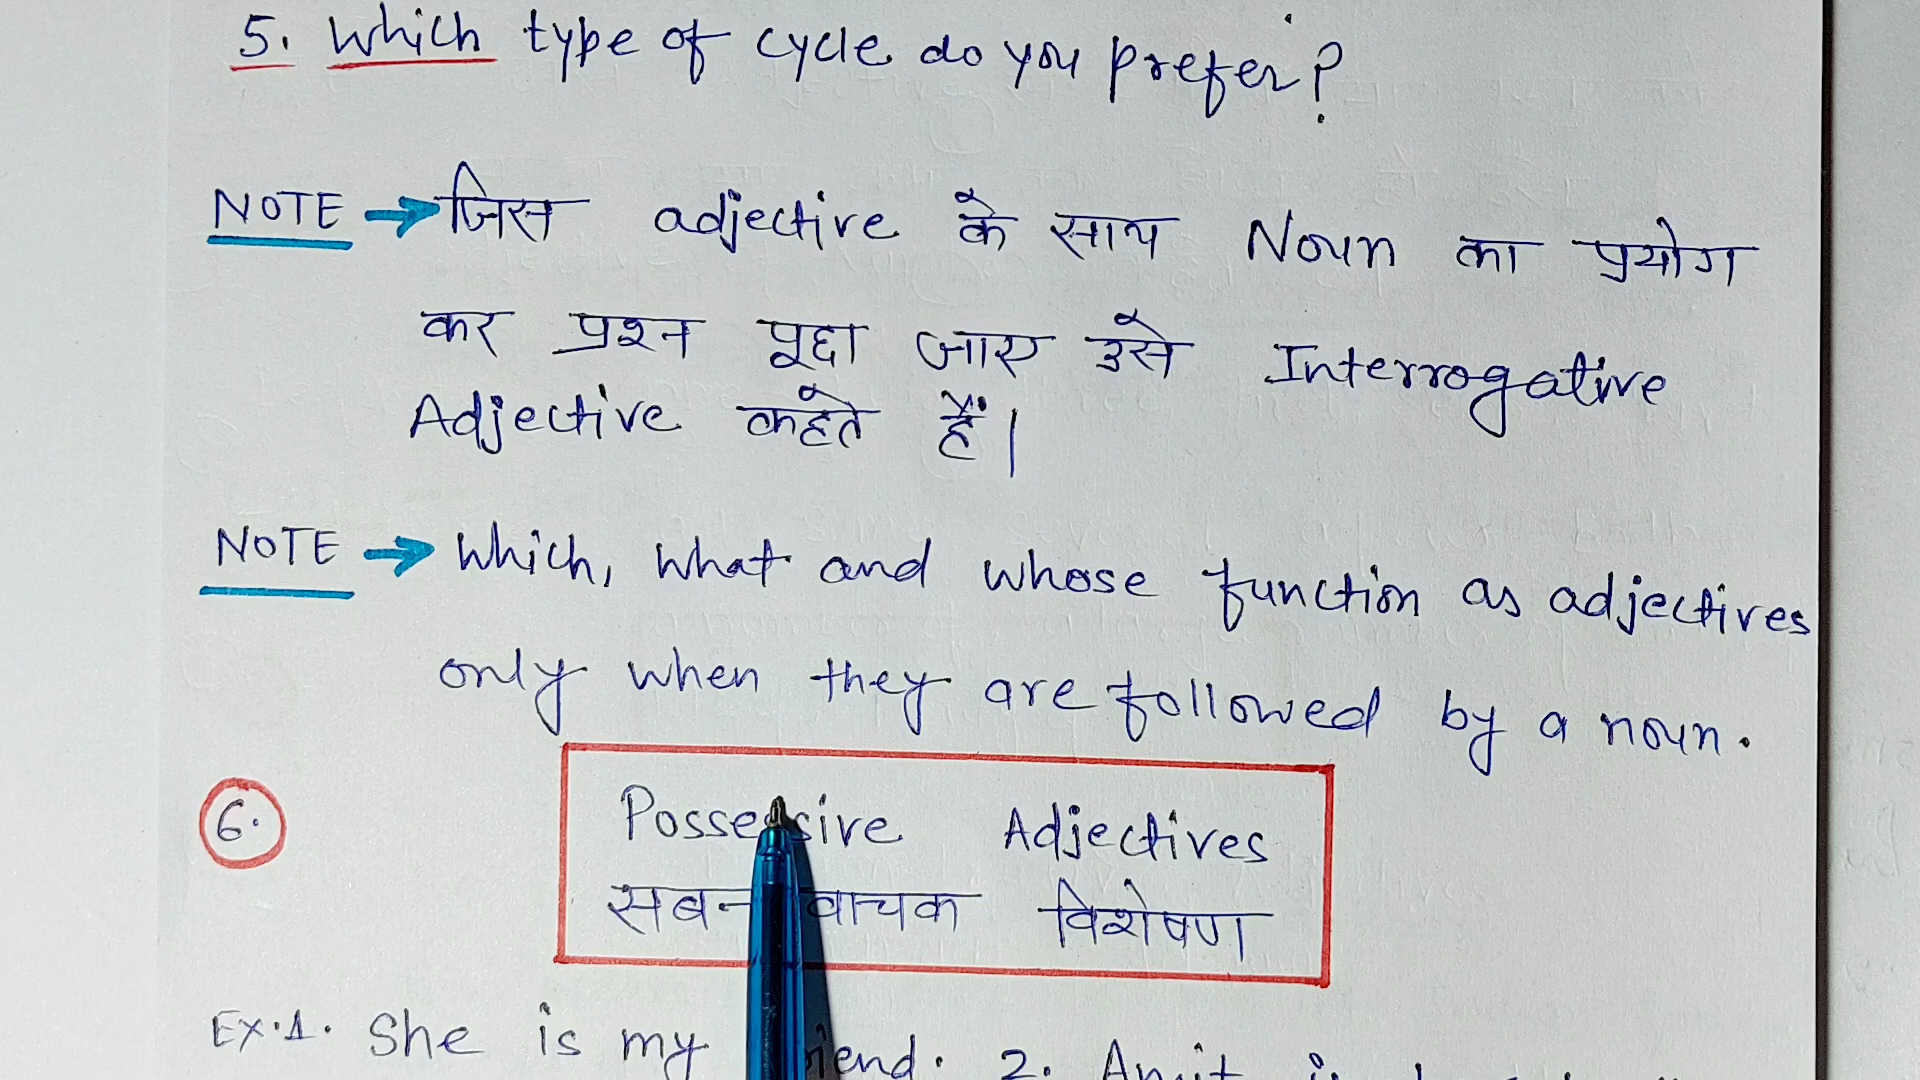 5. Which type of cycle do you prefer?
NOTE → जिस adjective के साथ Noun का प्रयोग
कर प्रश्न पूछा जाए उसे Interrogative
Adjective कहते हैं।
NOTE → Which, What and whose function as adjectives
only when they are followed by a noun.
6. Possessive Adjectives
वाचक विशेषण
EX.1. She is my friend. 2. Amit is